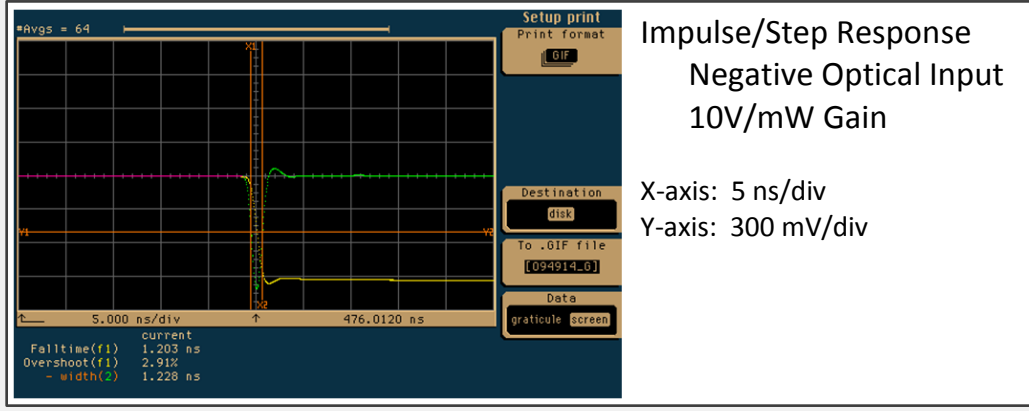 ▪Avgs = 64
Setup print
Print format
GIF
X1
Y1
Y2
X2
Destination
disk
To .GIF file
[094914_G]
Data
graticule screen
5.000 ns/div
476.0120 ns
current
Falltime(f1) 1.203 ns
Overshoot(f1) 2.91%
- width(2) 1.228 ns
Impulse/Step Response
Negative Optical Input
10V/mW Gain
X-axis: 5 ns/div
Y-axis: 300 mV/div